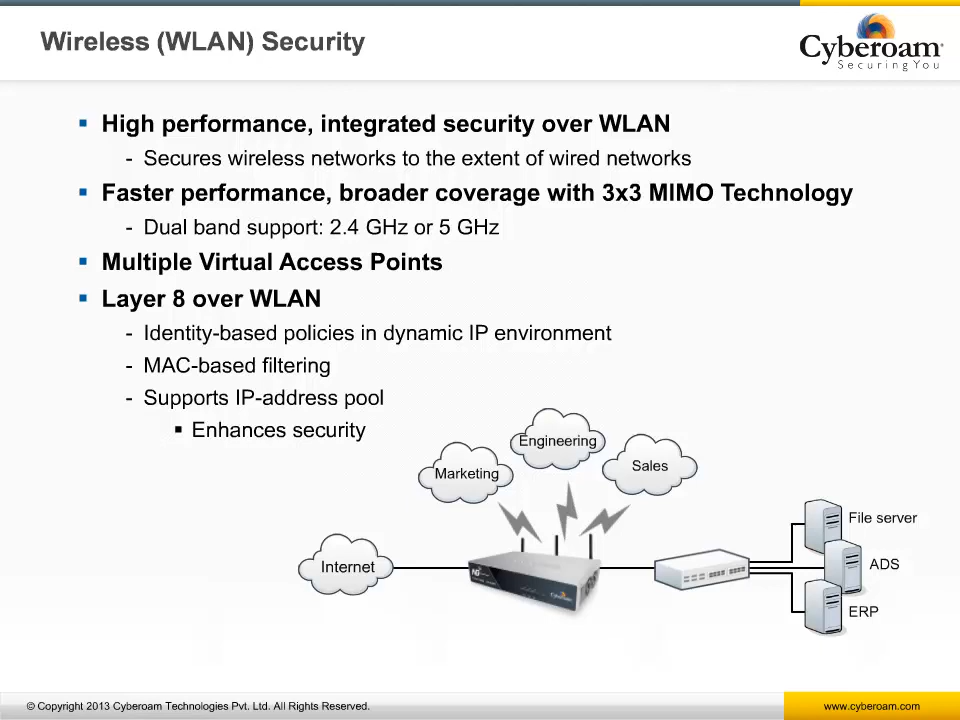 Wireless (WLAN) Security
Cyberoam
Securing You
▪ High performance, integrated security over WLAN
- Secures wireless networks to the extent of wired networks
▪ Faster performance, broader coverage with 3x3 MIMO Technology
- Dual band support: 2.4 GHz or 5 GHz
▪ Multiple Virtual Access Points
▪ Layer 8 over WLAN
- Identity-based policies in dynamic IP environment
- MAC-based filtering
- Supports IP-address pool
▪ Enhances security
Engineering
Marketing
Sales
File server
Internet
ADS
Cyberoam
ERP
© Copyright 2013 Cyberoam Technologies Pvt. Ltd. All Rights Reserved.
www.cyberoam.com